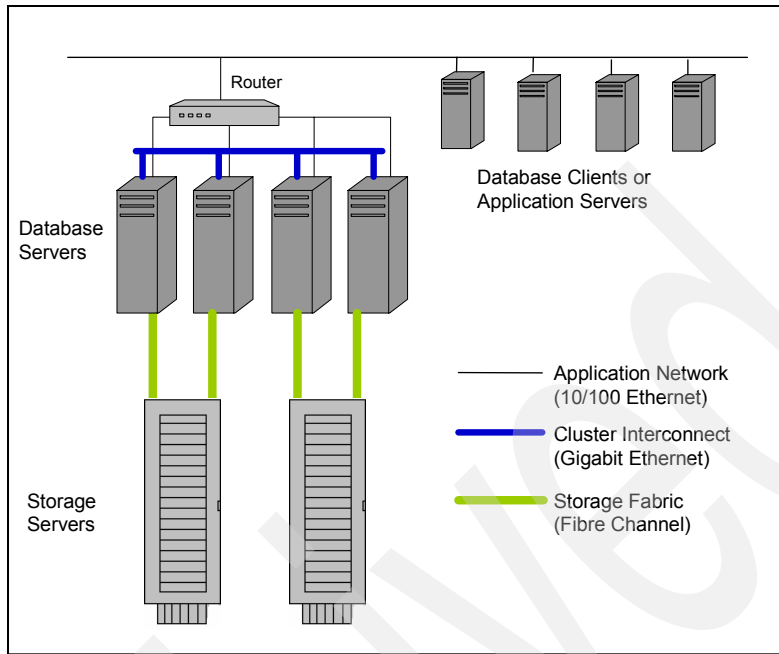 Router
Database Clients or
Application Servers
Database
Servers
Application Network
(10/100 Ethernet)
Cluster Interconnect
(Gigabit Ethernet)
Storage Fabric
(Fibre Channel)
Storage
Servers